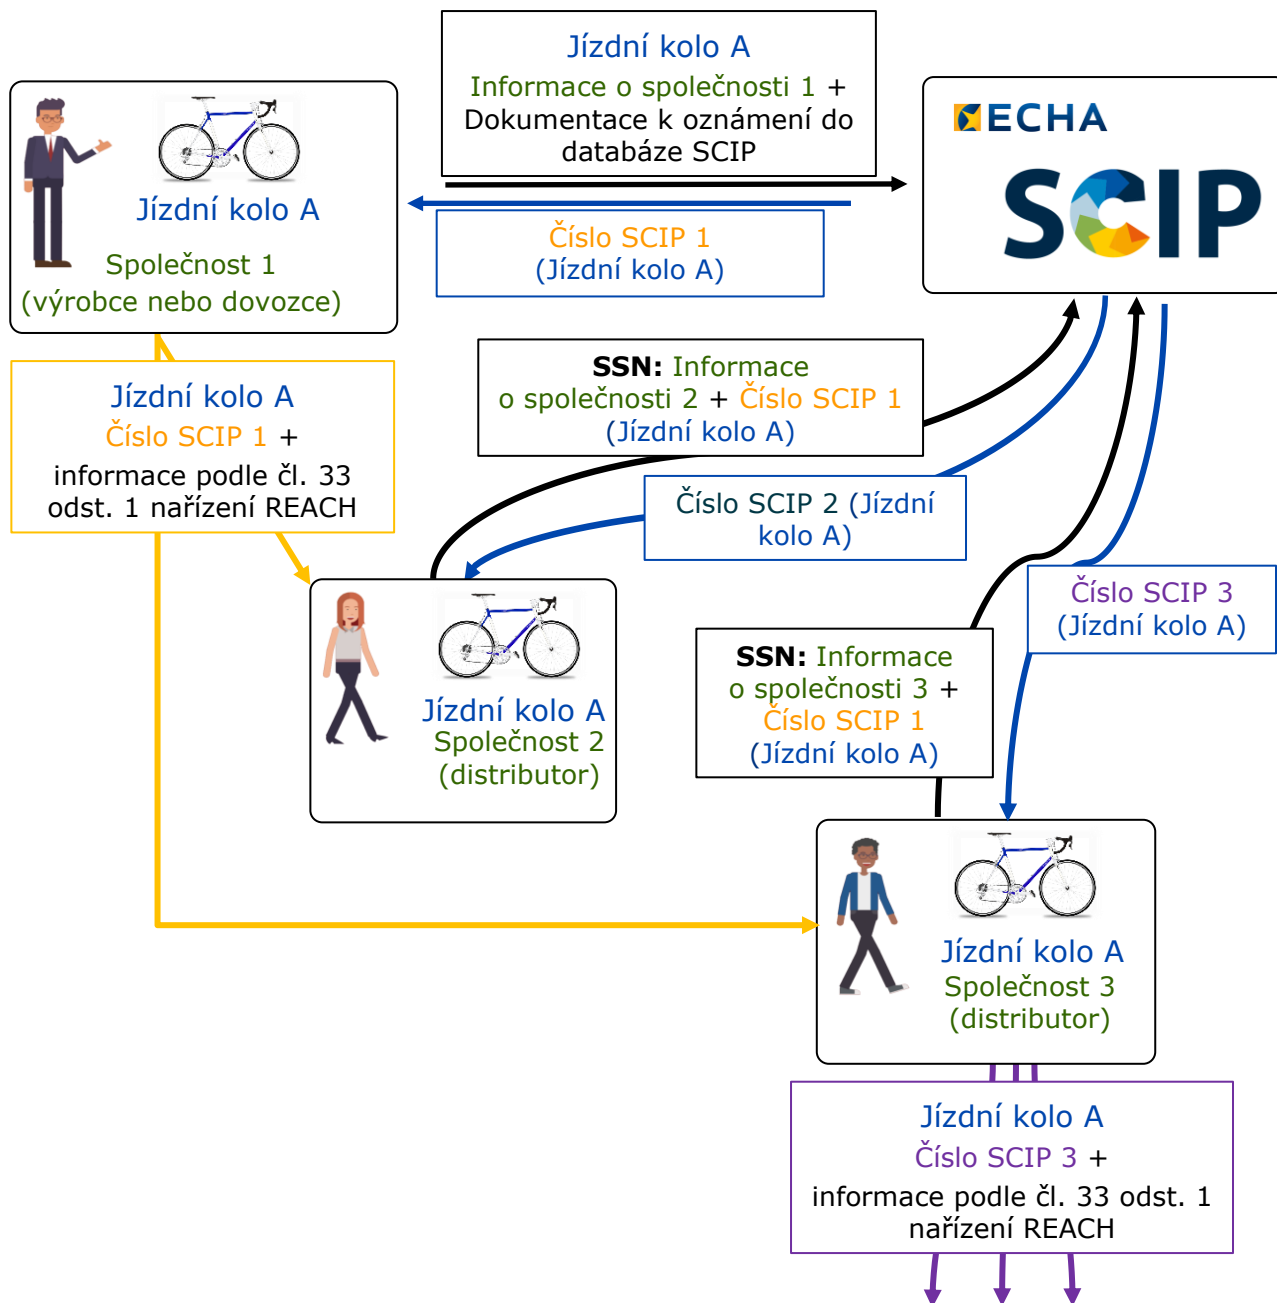 Jízdní kolo A
Informace o společnosti 1 +
Dokumentace k oznámení do
databáze SCIP
ECHA
SCIP
Jízdní kolo A
Společnost 1
(výrobce nebo dovozce)
Číslo SCIP 1
(Jízdní kolo A)
Jízdní kolo A
Číslo SCIP 1 +
informace podle čl. 33
odst. 1 nařízení REACH
SSN: Informace
o společnosti 2 + Číslo SCIP 1
(Jízdní kolo A)
Číslo SCIP 2 (Jízdní
kolo A)
Číslo SCIP 3
(Jízdní kolo A)
Jízdní kolo A
Společnost 2
(distributor)
SSN: Informace
o společnosti 3 +
Číslo SCIP 1
(Jízdní kolo A)
Jízdní kolo A
Společnost 3
(distributor)
Jízdní kolo A
Číslo SCIP 3 +
informace podle čl. 33 odst. 1
nařízení REACH